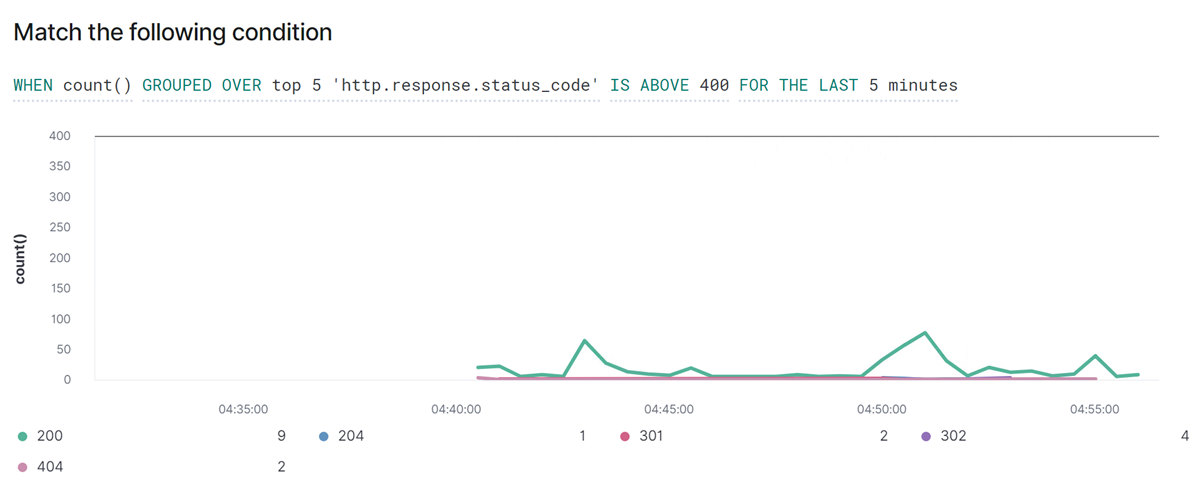 Match the following condition
WHEN count() GROUPED OVER top 5 'http.response.status_code' IS ABOVE 400 FOR THE LAST 5 minutes
400
350
300
250
200
150
100
50
0
count()
04:35:00 04:40:00 04:45:00 04:50:00 04:55:00
200 9 204 1 301 2 302 4
404 2